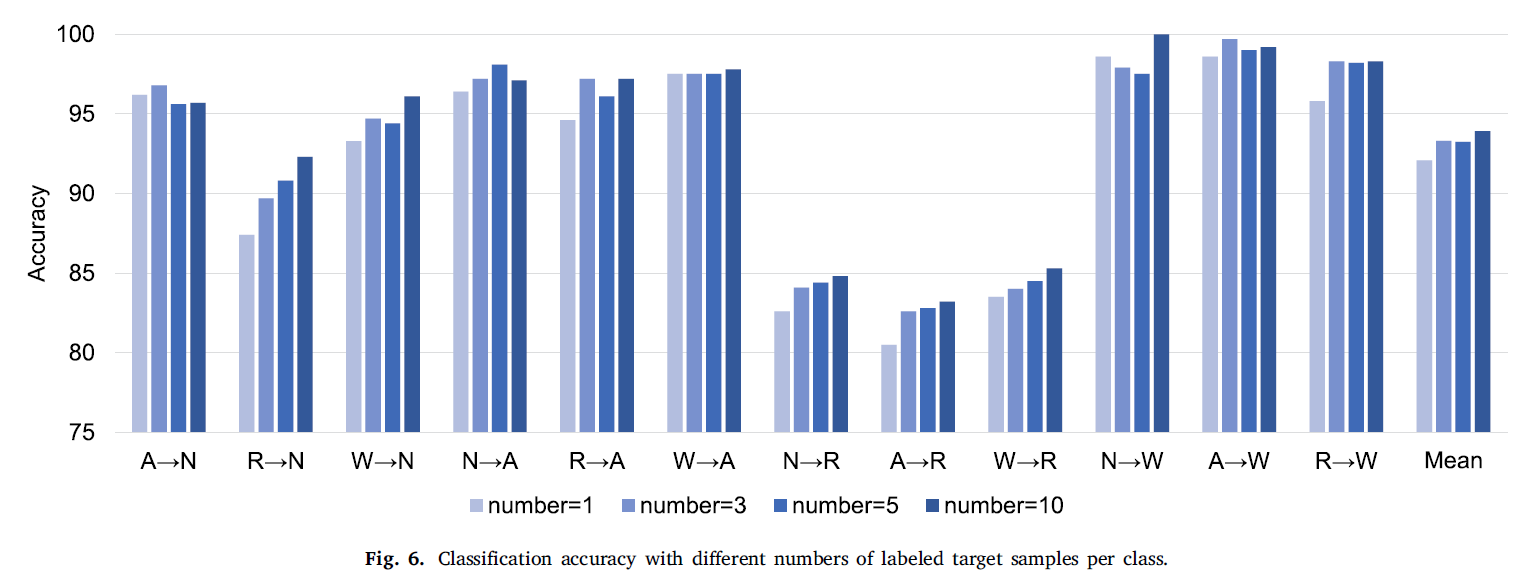 100
95
90
85
80
75
Accuracy
A→N R→N W→N N→A R→A W→A N→R A→R W→R N→W A→W R→W Mean
number=1 number=3 number=5 number=10
Fig. 6. Classification accuracy with different numbers of labeled target samples per class.